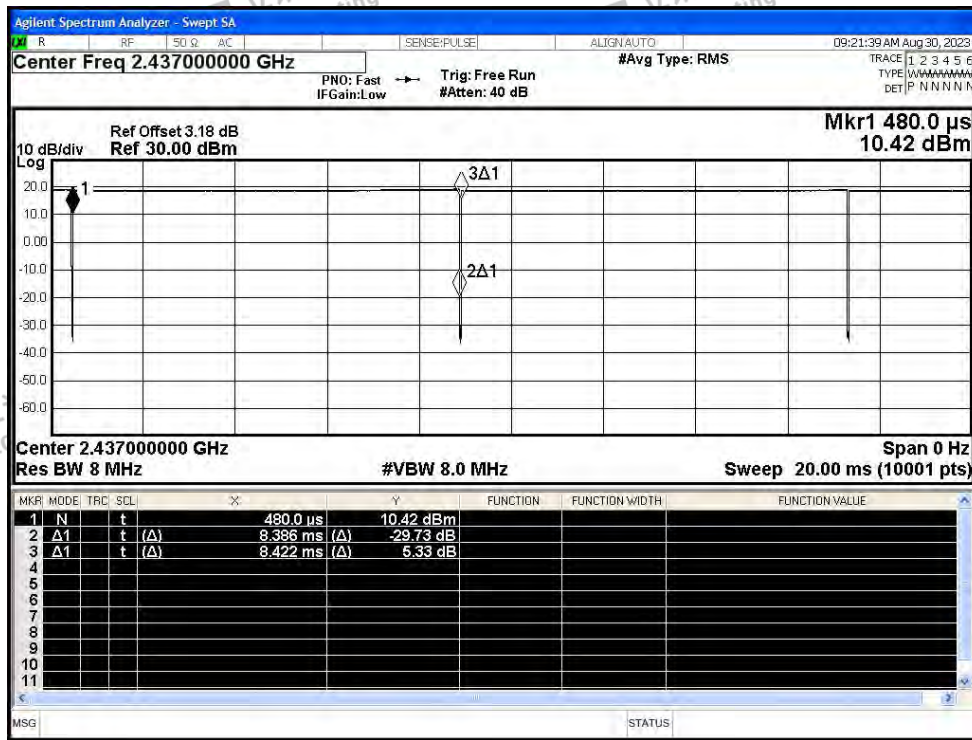 Agilent Spectrum Analyzer - Swept SA
LXI R RF 50 Ω AC SENSE:PULSE ALIGN AUTO 09:21:39 AM Aug 30, 2023
Center Freq 2.437000000 GHz
#Avg Type: RMS
TRACE 1 2 3 4 5 6
PNO: Fast
Trig: Free Run
TYPE WWWWWW
IFGain:Low
#Atten: 40 dB
DET P N N N N N
Mkr1 480.0 µs
Ref Offset 3.18 dB
10 dB/div Ref 30.00 dBm
10.42 dBm
Log
3Δ1
20.0
1
10.0
0.00
-10.0
2Δ1
-20.0
-30.0
-40.0
-50.0
-60.0
Center 2.437000000 GHz Span 0 Hz
Res BW 8 MHz #VBW 8.0 MHz Sweep 20.00 ms (10001 pts)
MKR MODE TRC SCL X Y FUNCTION FUNCTION WIDTH FUNCTION VALUE
1 N t 480.0 µs 10.42 dBm
2 Δ1 t (Δ) 8.386 ms (Δ) -29.73 dB
3 Δ1 t (Δ) 8.422 ms (Δ) 5.33 dB
4
5
6
7
8
9
10
11
MSG STATUS